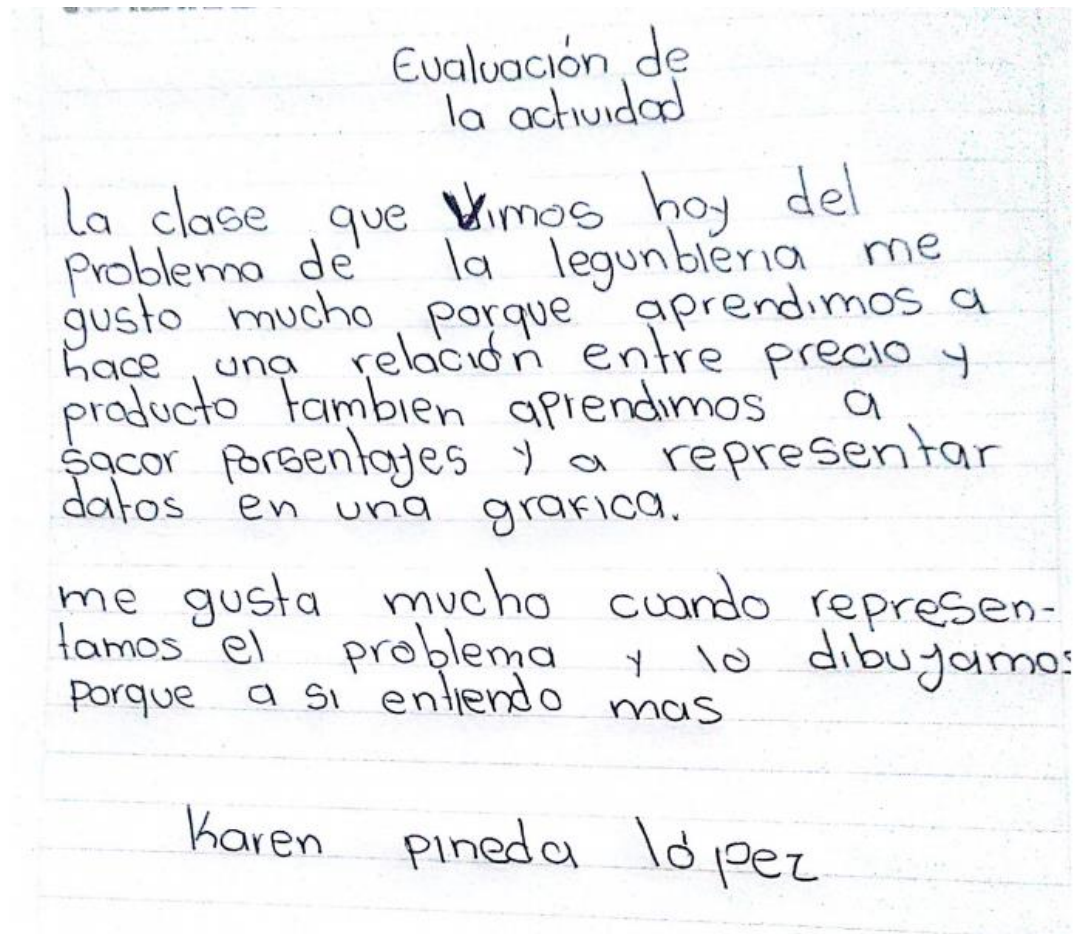 Evaluación de
la actividad
la clase que Vimos hoy del
problema de la legunbleria me
gusto mucho porque aprendimos a
hace una relación entre precio y
producto tambien aprendimos a
sacar porsentajes y a representar
datos en una grafica.
me gusta mucho cuando represen-
tamos el problema y lo dibujamos
porque a si entiendo mas
Karen pineda lópez